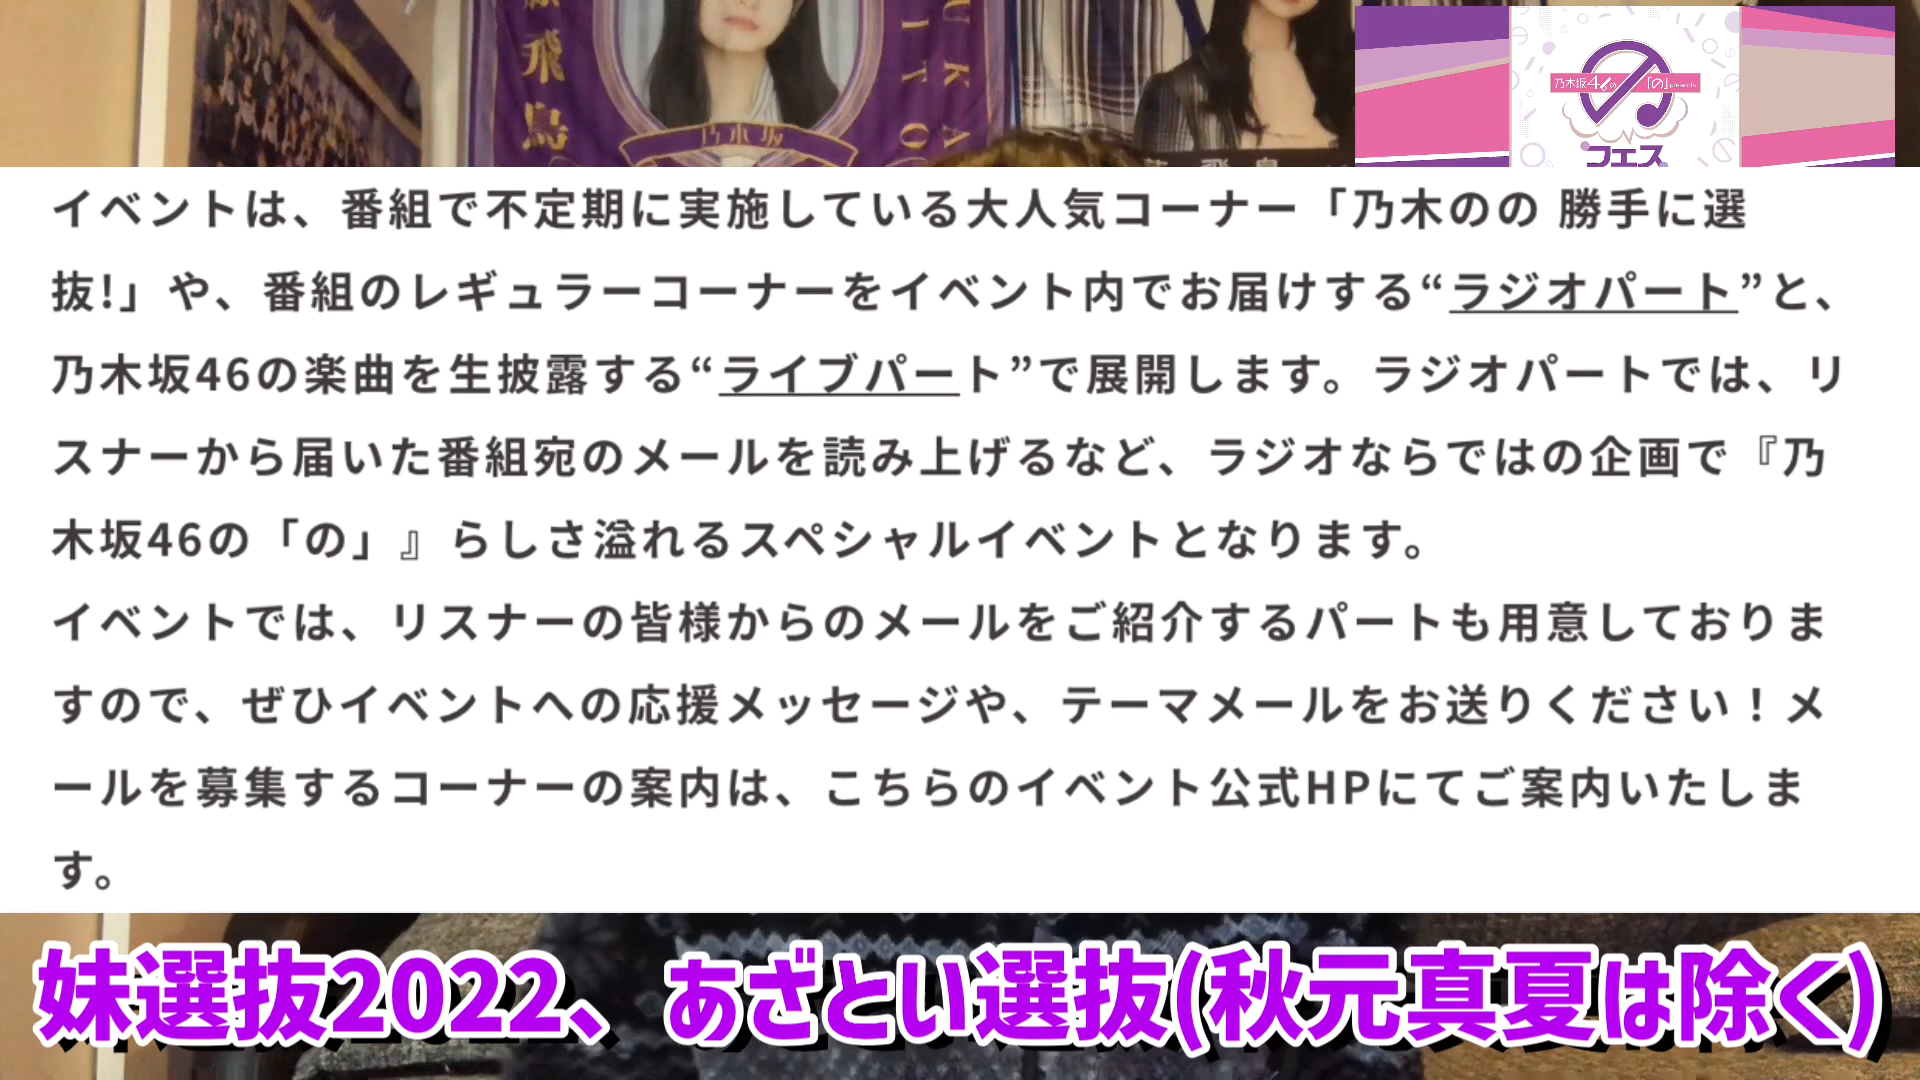 飛鳥
乃木坂
乃木坂46の「の」presents
フェス
イベントは、番組で不定期に実施している大人気コーナー「乃木のの 勝手に選
抜!」や、番組のレギュラーコーナーをイベント内でお届けする“ラジオパート”と、
乃木坂46の楽曲を生披露する“ライブパート”で展開します。ラジオパートでは、リ
スナーから届いた番組宛のメールを読み上げるなど、ラジオならではの企画で『乃
木坂46の「の」』らしさ溢れるスペシャルイベントとなります。
イベントでは、リスナーの皆様からのメールをご紹介するパートも用意しておりま
すので、ぜひイベントへの応援メッセージや、テーマメールをお送りください！メ
ールを募集するコーナーの案内は、こちらのイベント公式HPにてご案内いたしま
す。
妹選抜2022、あざとい選抜(秋元真夏は除く)